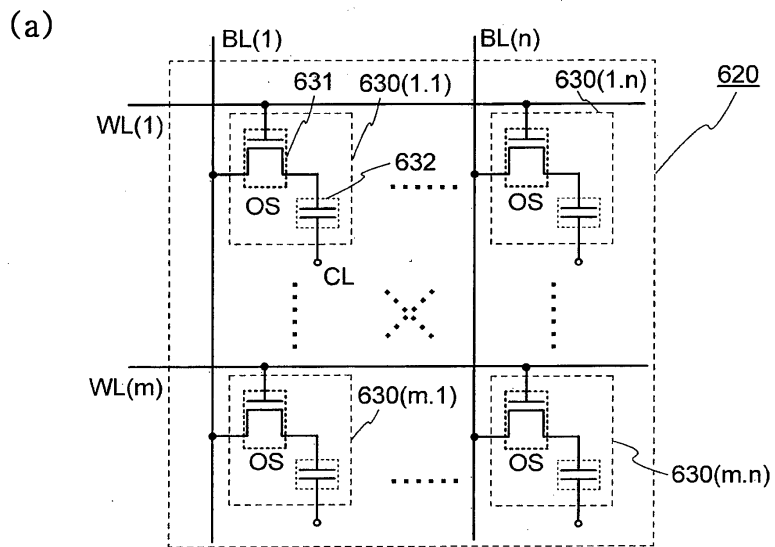 (a)
BL(1)
BL(n)
631
630(1.1)
630(1.n)
620
WL(1)
632
OS
OS
CL
WL(m)
630(m.1)
OS
OS
630(m.n)